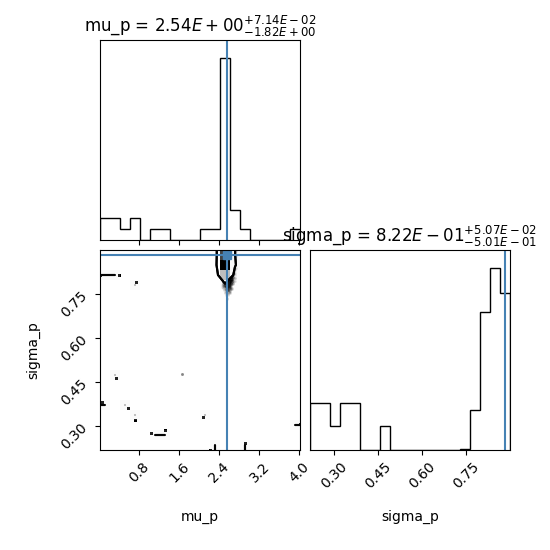 mu_p = 2.54E + 00 +7.14E − 02 −1.82E + 00
sigma_p = 8.22E − 01 +5.07E − 02 −5.01E − 01
sigma_p
0.75
0.60
0.45
0.30
0.8 1.6 2.4 3.2 4.0 0.30 0.45 0.60 0.75
mu_p sigma_p